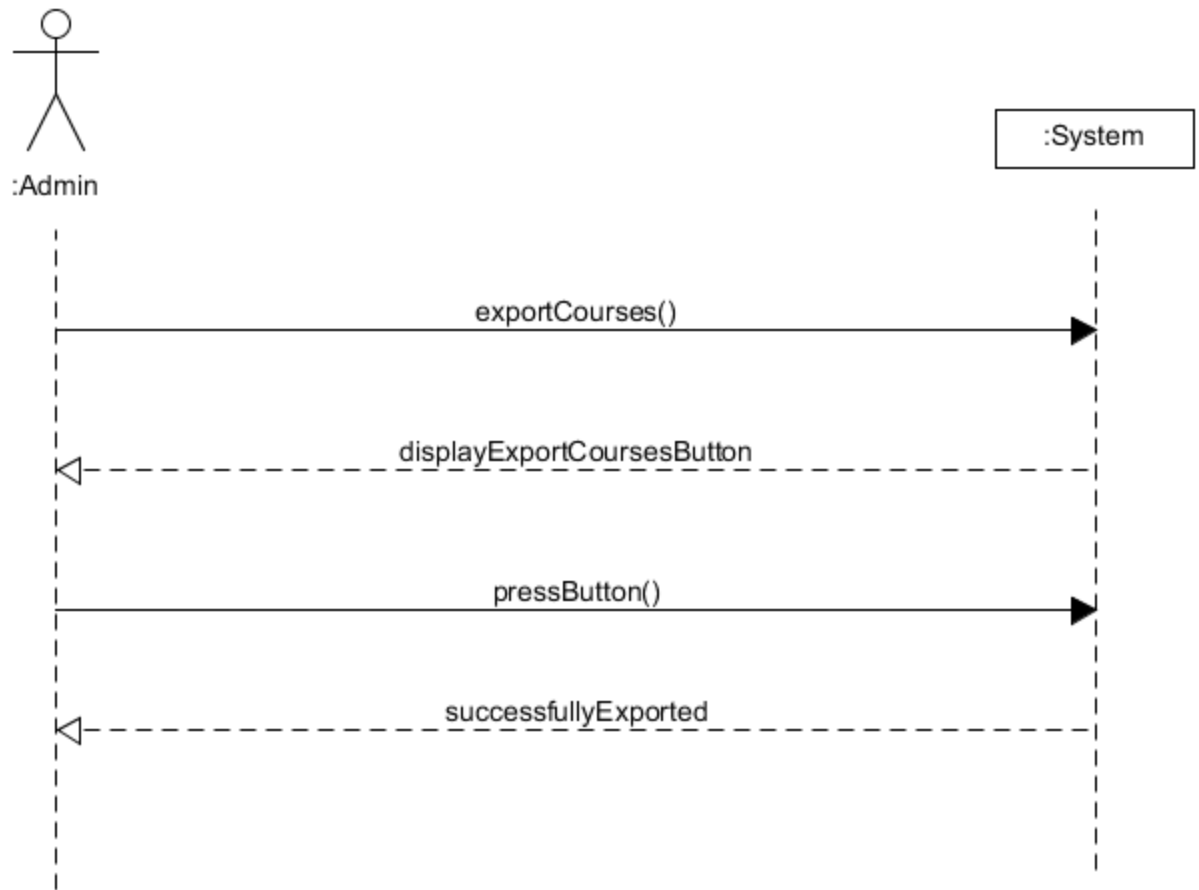 :System
:Admin
exportCourses()
displayExportCoursesButton
pressButton()
successfullyExported